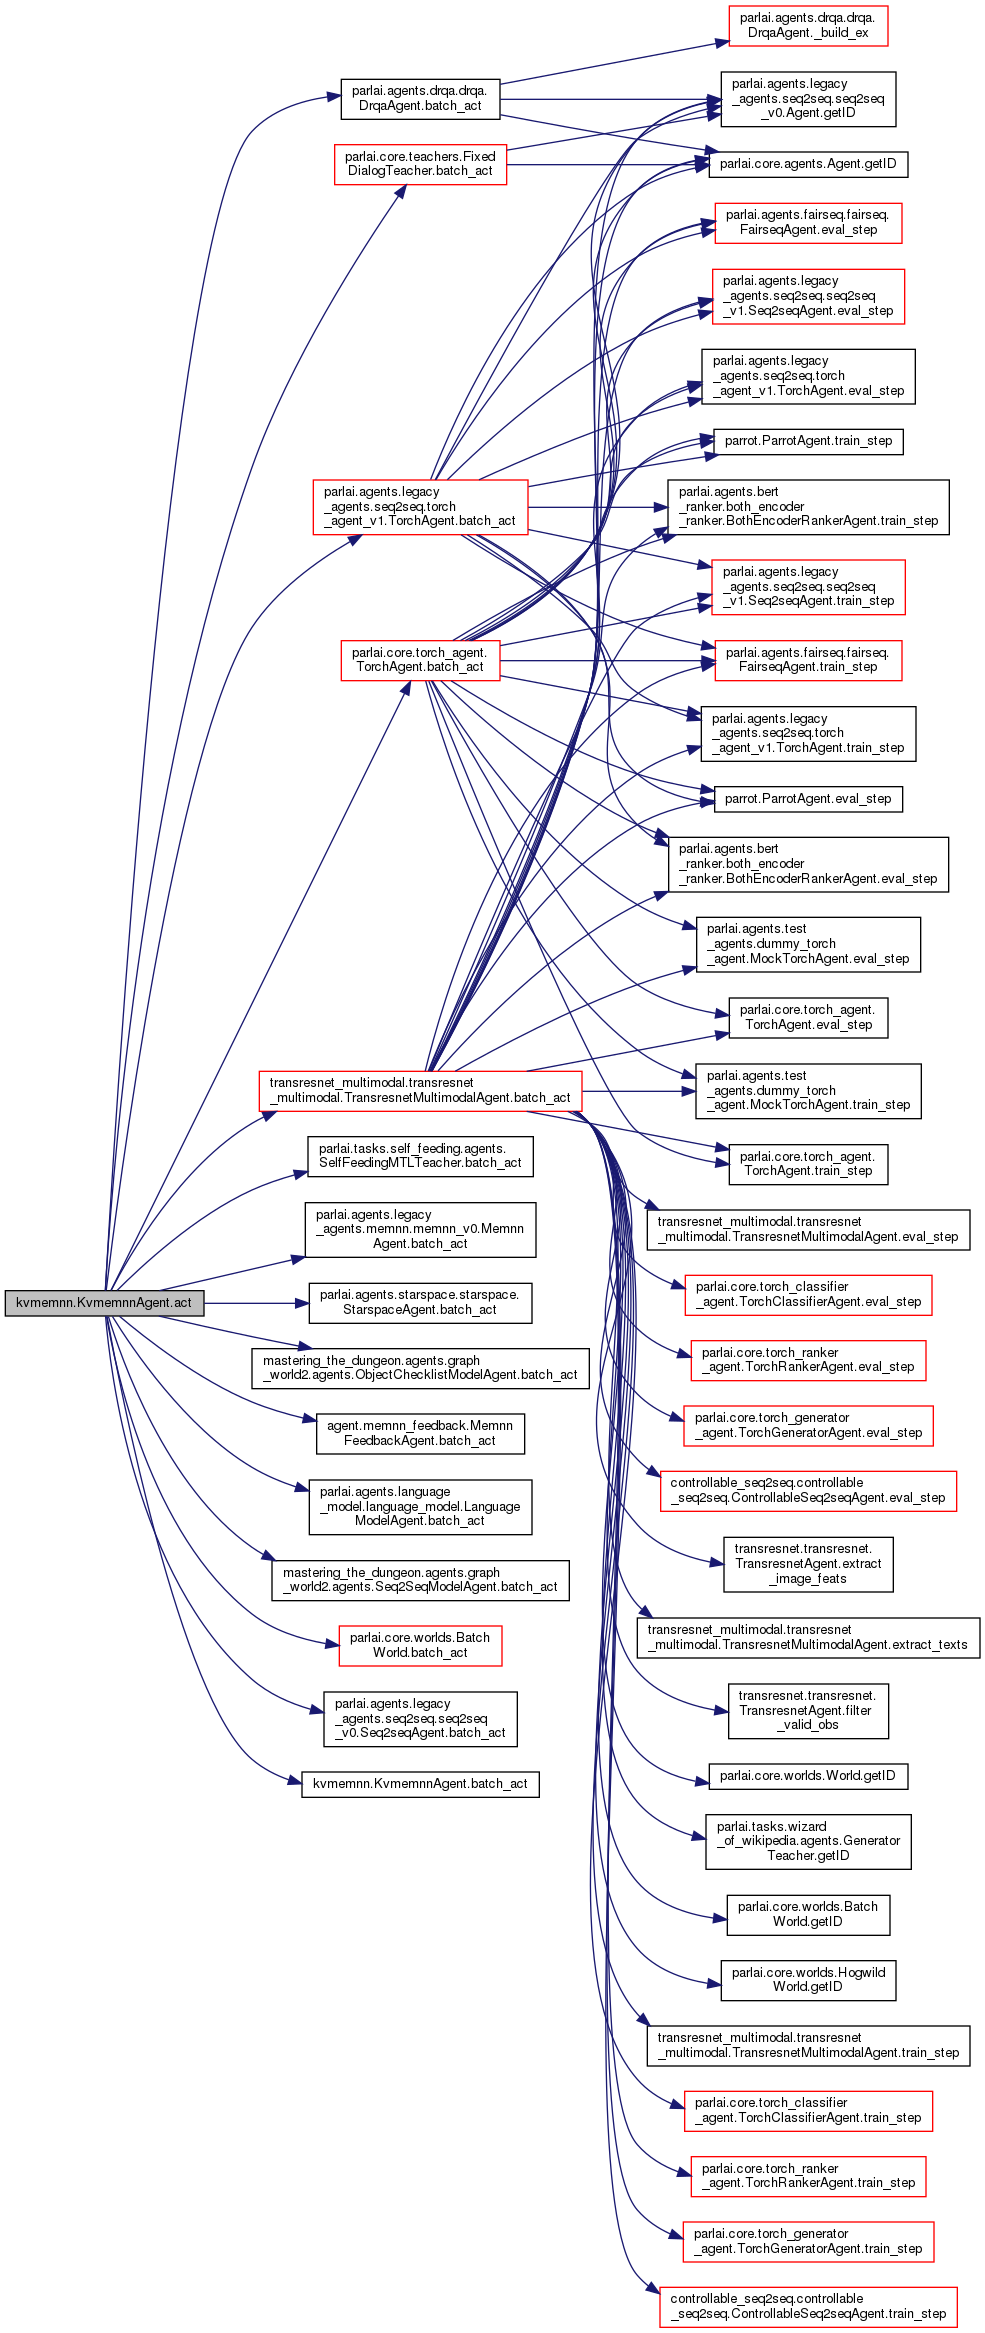 kvmemnn.KvmemnnAgent.act
parlai.agents.drqa.drqa.
DrqaAgent.batch_act
parlai.core.teachers.Fixed
DialogTeacher.batch_act
parlai.agents.legacy
_agents.seq2seq.torch
_agent_v1.TorchAgent.batch_act
parlai.core.torch_agent.
TorchAgent.batch_act
transresnet_multimodal.transresnet
_multimodal.TransresnetMultimodalAgent.batch_act
parlai.tasks.self_feeding.agents.
SelfFeedingMTLTeacher.batch_act
parlai.agents.legacy
_agents.memnn.memnn_v0.Memnn
Agent.batch_act
parlai.agents.starspace.starspace.
StarspaceAgent.batch_act
mastering_the_dungeon.agents.graph
_world2.agents.ObjectChecklistModelAgent.batch_act
agent.memnn_feedback.Memnn
FeedbackAgent.batch_act
parlai.agents.language
_model.language_model.Language
ModelAgent.batch_act
mastering_the_dungeon.agents.graph
_world2.agents.Seq2SeqModelAgent.batch_act
parlai.core.worlds.Batch
World.batch_act
parlai.agents.legacy
_agents.seq2seq.seq2seq
_v0.Seq2seqAgent.batch_act
kvmemnn.KvmemnnAgent.batch_act
parlai.agents.drqa.drqa.
DrqaAgent._build_ex
parlai.agents.legacy
_agents.seq2seq.seq2seq
_v0.Agent.getID
parlai.core.agents.Agent.getID
parlai.agents.fairseq.fairseq.
FairseqAgent.eval_step
parlai.agents.legacy
_agents.seq2seq.seq2seq
_v1.Seq2seqAgent.eval_step
parlai.agents.legacy
_agents.seq2seq.torch
_agent_v1.TorchAgent.eval_step
parrot.ParrotAgent.train_step
parlai.agents.bert
_ranker.both_encoder
_ranker.BothEncoderRankerAgent.train_step
parlai.agents.legacy
_agents.seq2seq.seq2seq
_v1.Seq2seqAgent.train_step
parlai.agents.fairseq.fairseq.
FairseqAgent.train_step
parlai.agents.legacy
_agents.seq2seq.torch
_agent_v1.TorchAgent.train_step
parrot.ParrotAgent.eval_step
parlai.agents.bert
_ranker.both_encoder
_ranker.BothEncoderRankerAgent.eval_step
parlai.agents.test
_agents.dummy_torch
_agent.MockTorchAgent.eval_step
parlai.core.torch_agent.
TorchAgent.eval_step
parlai.agents.test
_agents.dummy_torch
_agent.MockTorchAgent.train_step
parlai.core.torch_agent.
TorchAgent.train_step
transresnet_multimodal.transresnet
_multimodal.TransresnetMultimodalAgent.eval_step
parlai.core.torch_classifier
_agent.TorchClassifierAgent.eval_step
parlai.core.torch_ranker
_agent.TorchRankerAgent.eval_step
parlai.core.torch_generator
_agent.TorchGeneratorAgent.eval_step
controllable_seq2seq.controllable
_seq2seq.ControllableSeq2seqAgent.eval_step
transresnet.transresnet.
TransresnetAgent.extract
_image_feats
transresnet_multimodal.transresnet
_multimodal.TransresnetMultimodalAgent.extract_texts
transresnet.transresnet.
TransresnetAgent.filter
_valid_obs
parlai.core.worlds.World.getID
parlai.tasks.wizard
_of_wikipedia.agents.Generator
Teacher.getID
parlai.core.worlds.Batch
World.getID
parlai.core.worlds.Hogwild
World.getID
transresnet_multimodal.transresnet
_multimodal.TransresnetMultimodalAgent.train_step
parlai.core.torch_classifier
_agent.TorchClassifierAgent.train_step
parlai.core.torch_ranker
_agent.TorchRankerAgent.train_step
parlai.core.torch_generator
_agent.TorchGeneratorAgent.train_step
controllable_seq2seq.controllable
_seq2seq.ControllableSeq2seqAgent.train_step